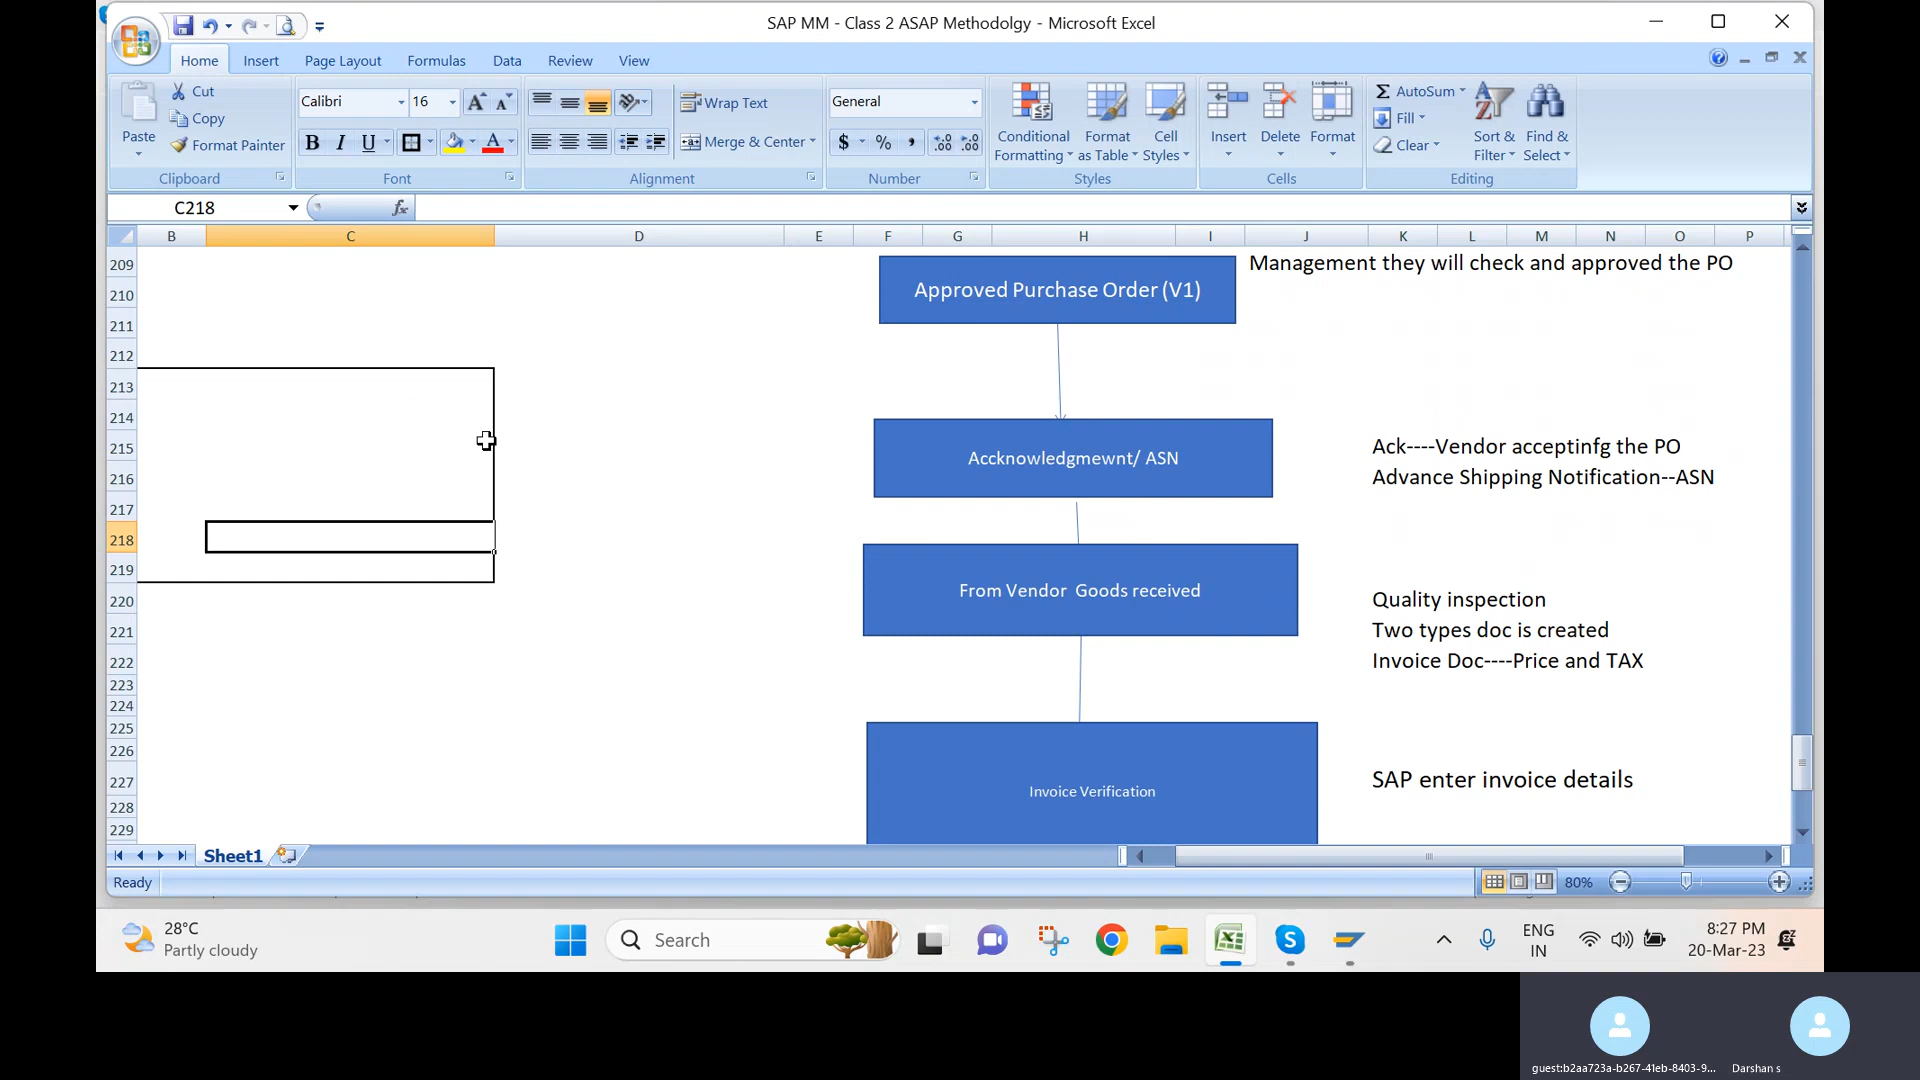 SAP MM - Class 2 ASAP Methodolgy - Microsoft Excel
Home Insert Page Layout Formulas Data Review View
Paste
Cut
Copy
Format Painter
Clipboard
Calibri 16
B I U
Font
Wrap Text
Merge & Center
Alignment
General
$ % ,
Number
Conditional Formatting
Format as Table
Cell Styles
Styles
Insert Delete Format
Cells
Σ AutoSum
Fill
Clear
Sort & Filter
Find & Select
Editing
C218
fx
B C D E F G H I J K L M N O P
209
210
211
212
213
214
215
216
217
218
219
220
221
222
223
224
225
226
227
228
229
Management they will check and approved the PO
Approved Purchase Order (V1)
Accknowledgmewnt/ ASN
Ack----Vendor acceptinfg the PO
Advance Shipping Notification--ASN
From Vendor  Goods received
Quality inspection
Two types doc is created
Invoice Doc----Price and TAX
Invoice Verification
SAP enter invoice details
Sheet1
Ready
80%
28°C
Partly cloudy
Search
ENG
IN
8:27 PM
20-Mar-23
guest:b2aa723a-b267-41eb-8403-9...
Darshan s